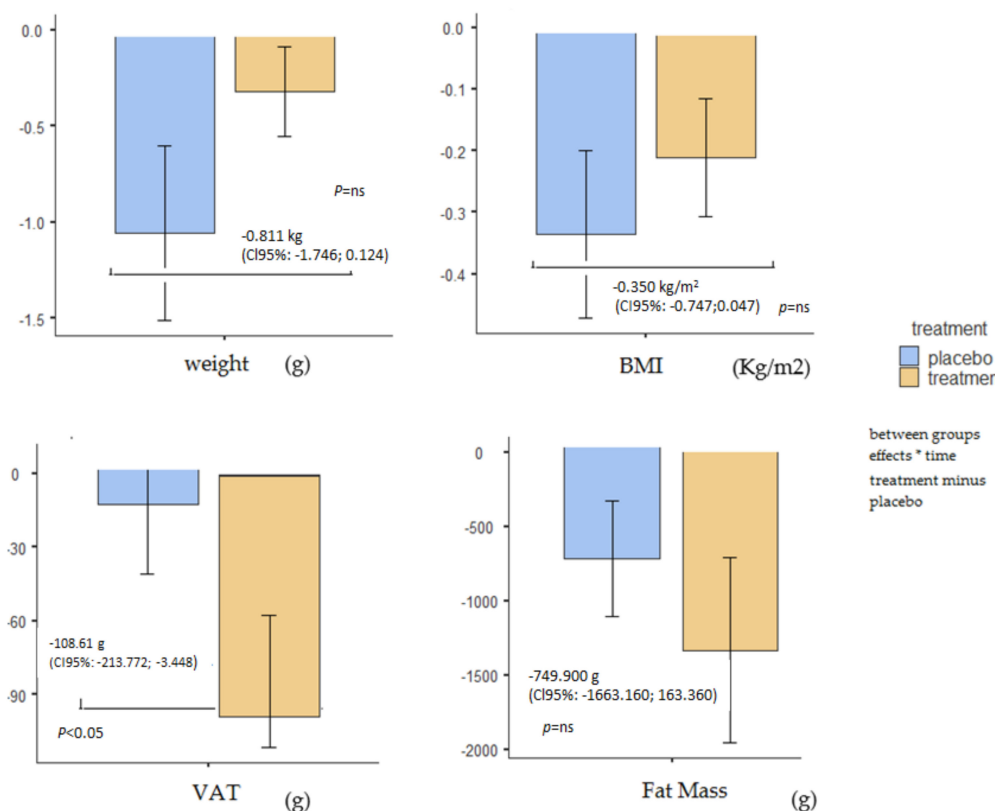 0.0
-0.5
-1.0
-1.5
P=ns
-0.811 kg
(CI95%: -1.746; 0.124)
weight (g)
0.0
-0.1
-0.2
-0.3
-0.4
-0.350 kg/m²
(CI95%: -0.747;0.047) p=ns
BMI (Kg/m2)
treatment
placebo
treatmer
between groups
effects * time
treatment minus
placebo
0
-30
-60
-90
-108.61 g
(CI95%: -213.772; -3.448)
P<0.05
VAT (g)
0
-500
-1000
-1500
-2000
-749.900 g
(CI95%: -1663.160; 163.360)
p=ns
Fat Mass (g)